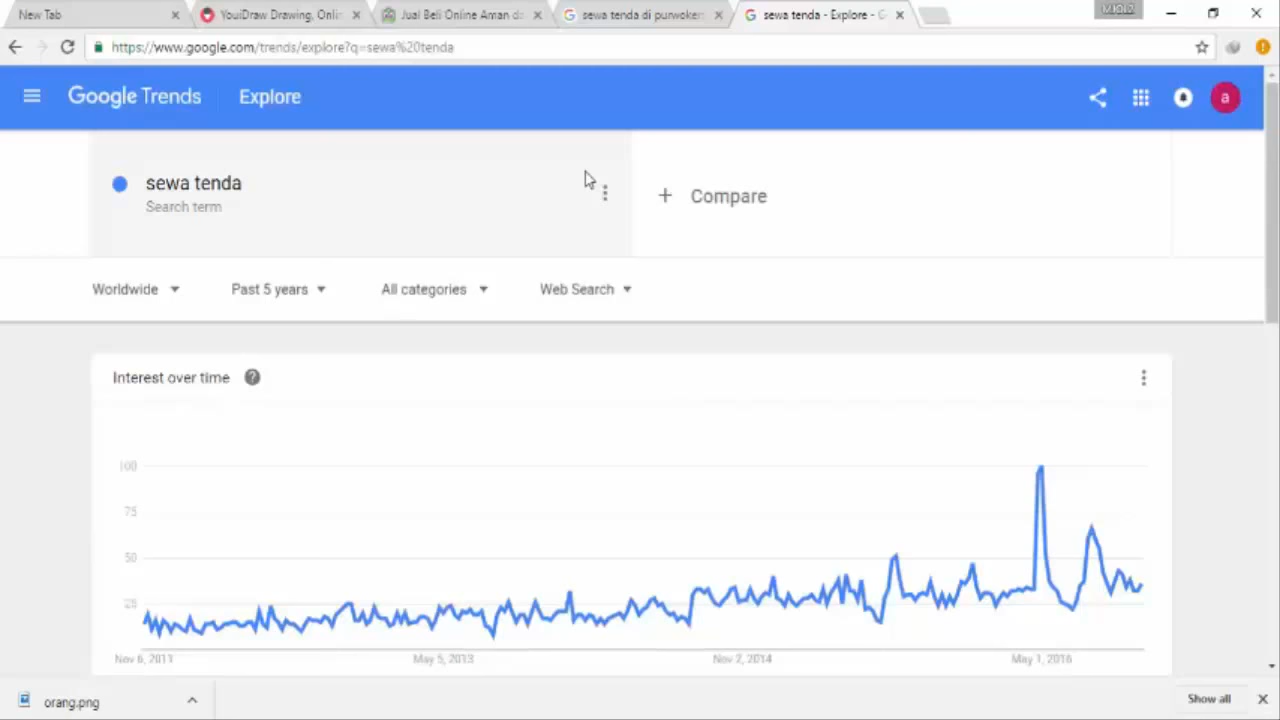 New Tab
YouiDraw Drawing, Onlin
Jual Beli Online Aman da
sewa tenda di purwoker
sewa tenda - Explore - G
https://www.google.com/trends/explore?q=sewa%20tenda
Google Trends
Explore
a
sewa tenda
Search term
+ Compare
Worldwide
Past 5 years
All categories
Web Search
Interest over time
?
100
75
50
25
Nov 6, 2011
May 5, 2013
Nov 2, 2014
May 1, 2016
orang.png
Show all